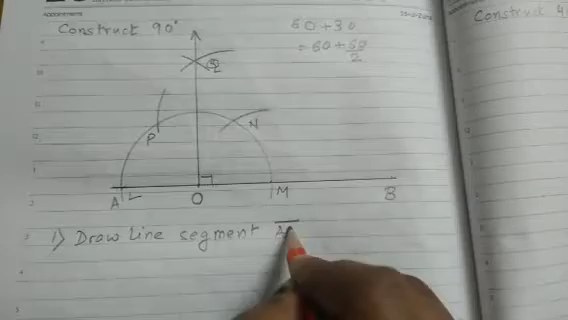 Construct 90°
60+30
= 60+60/2
Construct
P
N
A
L
O
M
B
1) Draw line segment